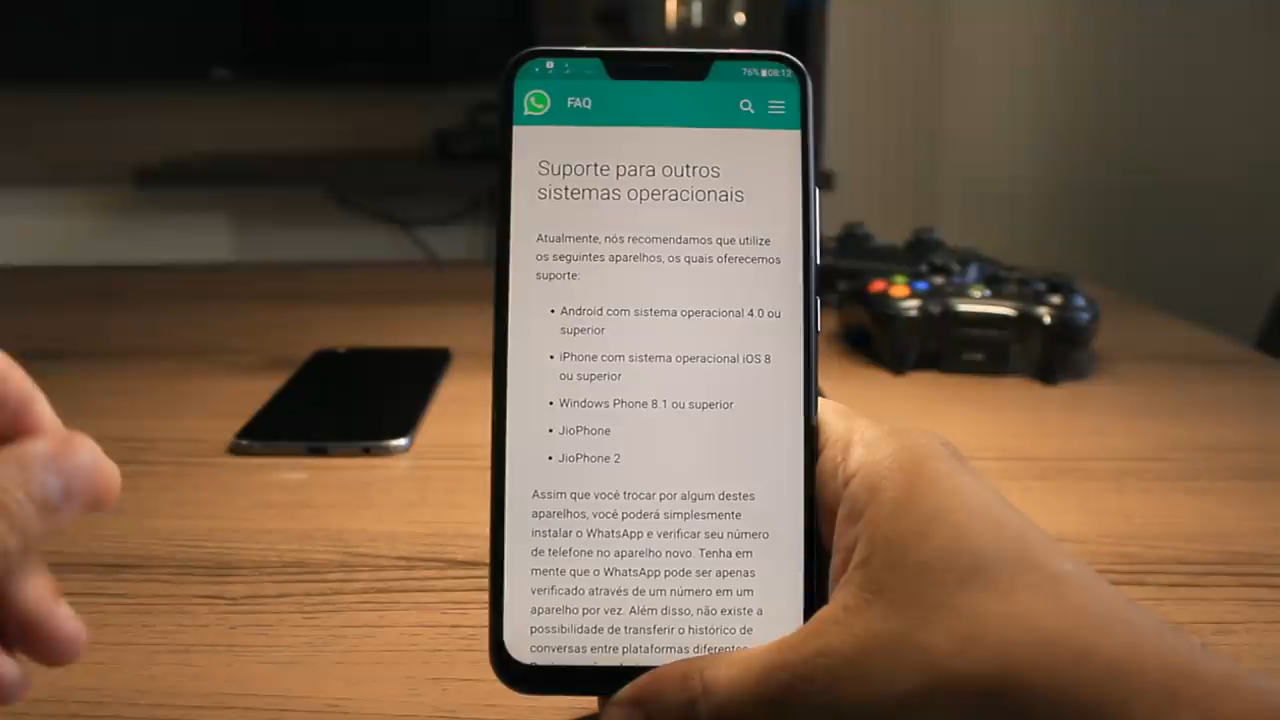 76% 08:12
FAQ
Suporte para outros
sistemas operacionais
Atualmente, nós recomendamos que utilize
os seguintes aparelhos, os quais oferecemos
suporte:
• Android com sistema operacional 4.0 ou
superior
• iPhone com sistema operacional iOS 8
ou superior
• Windows Phone 8.1 ou superior
• JioPhone
• JioPhone 2
Assim que você trocar por algum destes
aparelhos, você poderá simplesmente
instalar o WhatsApp e verificar seu número
de telefone no aparelho novo. Tenha em
mente que o WhatsApp pode ser apenas
verificado através de um número em um
aparelho por vez. Além disso, não existe a
possibilidade de transferir o histórico de
conversas entre plataformas diferentes.